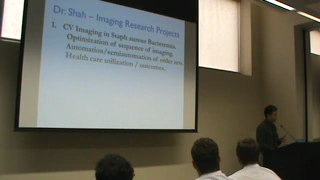 Dr. Shah – Imaging Research Projects
1. CV Imaging in Staph aureus Bacteremia.
Optimization of sequence of imaging.
Automation/semiautomation of order sets.
Health care utilization / outcomes.